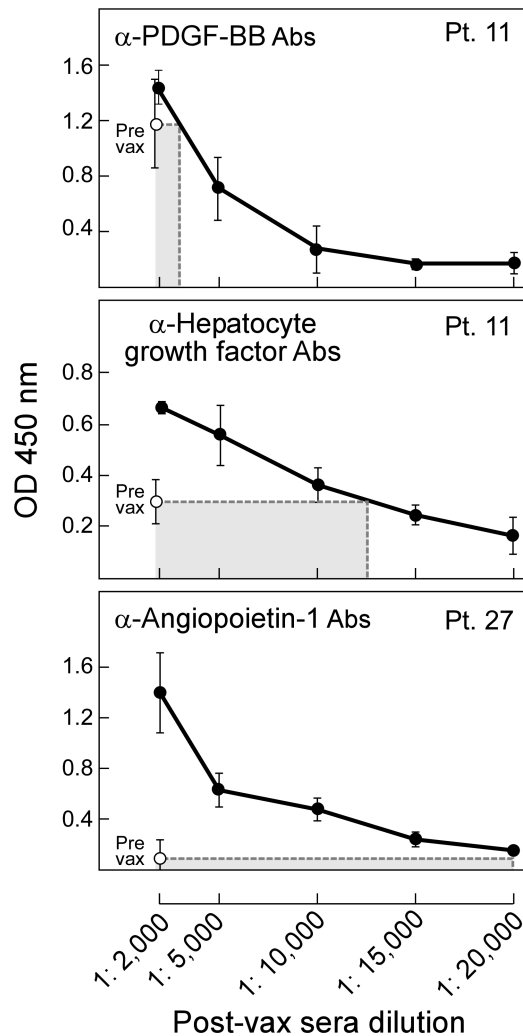 α-PDGF-BB Abs Pt. 11
1.6
1.2
0.8
0.4
Pre
vax
α-Hepatocyte
growth factor Abs
Pt. 11
0.8
0.6
0.4
0.2
Pre
vax
OD 450 nm
α-Angiopoietin-1 Abs Pt. 27
1.6
1.2
0.8
0.4
Pre
vax
1: 2,000
1: 5,000
1: 10,000
1: 15,000
1: 20,000
Post-vax sera dilution